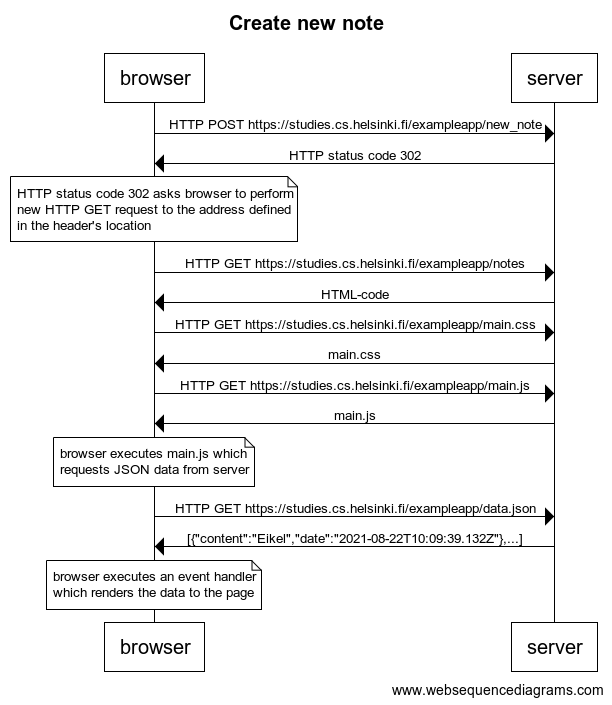 Create new note
browser
server
HTTP POST https://studies.cs.helsinki.fi/exampleapp/new_note
HTTP status code 302
HTTP status code 302 asks browser to perform
new HTTP GET request to the address defined
in the header's location
HTTP GET https://studies.cs.helsinki.fi/exampleapp/notes
HTML-code
HTTP GET https://studies.cs.helsinki.fi/exampleapp/main.css
main.css
HTTP GET https://studies.cs.helsinki.fi/exampleapp/main.js
main.js
browser executes main.js which
requests JSON data from server
HTTP GET https://studies.cs.helsinki.fi/exampleapp/data.json
[{"content":"Eikel","date":"2021-08-22T10:09:39.132Z"},...]
browser executes an event handler
which renders the data to the page
browser
server
www.websequencediagrams.com